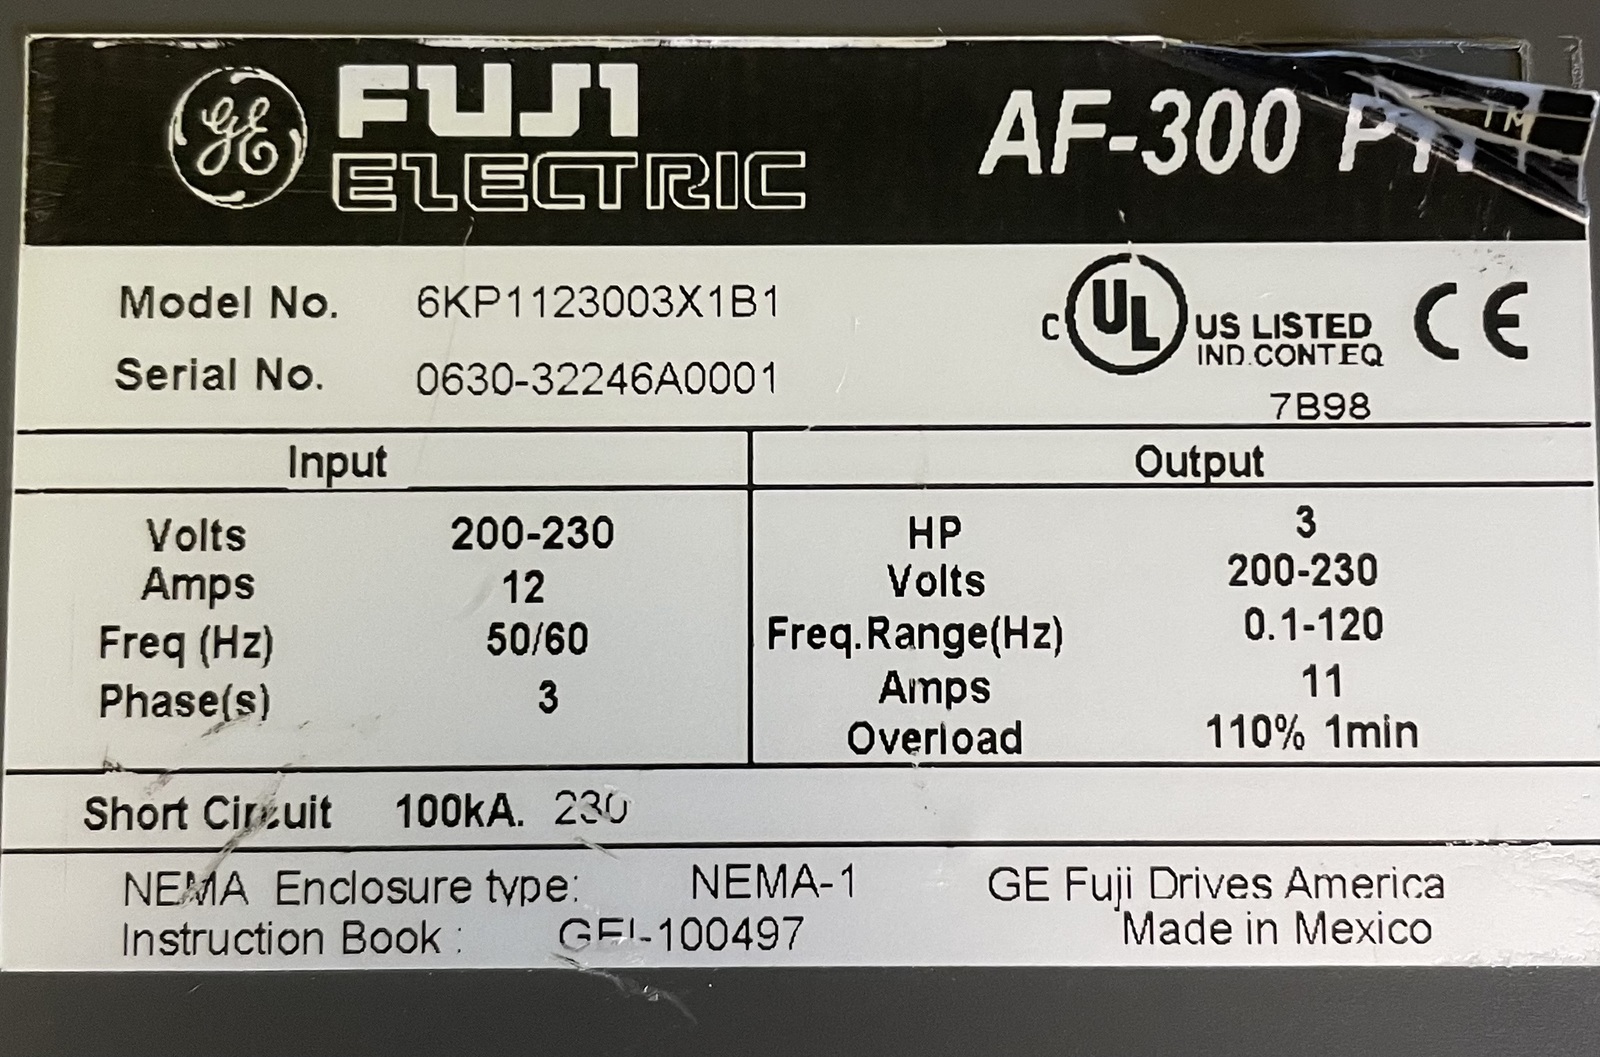 GE FUJI ELECTRIC
AF-300
TM
Model No. 6KP1123003X1B1
Serial No. 0630-32246A0001
C UL US LISTED CE
IND.CONT.EQ
7B98
Input
Output
Volts 200-230
Amps 12
Freq (Hz) 50/60
Phase(s) 3
HP 3
Volts 200-230
Freq.Range(Hz) 0.1-120
Amps 11
Overload 110% 1min
Short Circuit 100kA. 230
NEMA Enclosure type: NEMA-1
Instruction Book : GEI-100497
GE Fuji Drives America
Made in Mexico